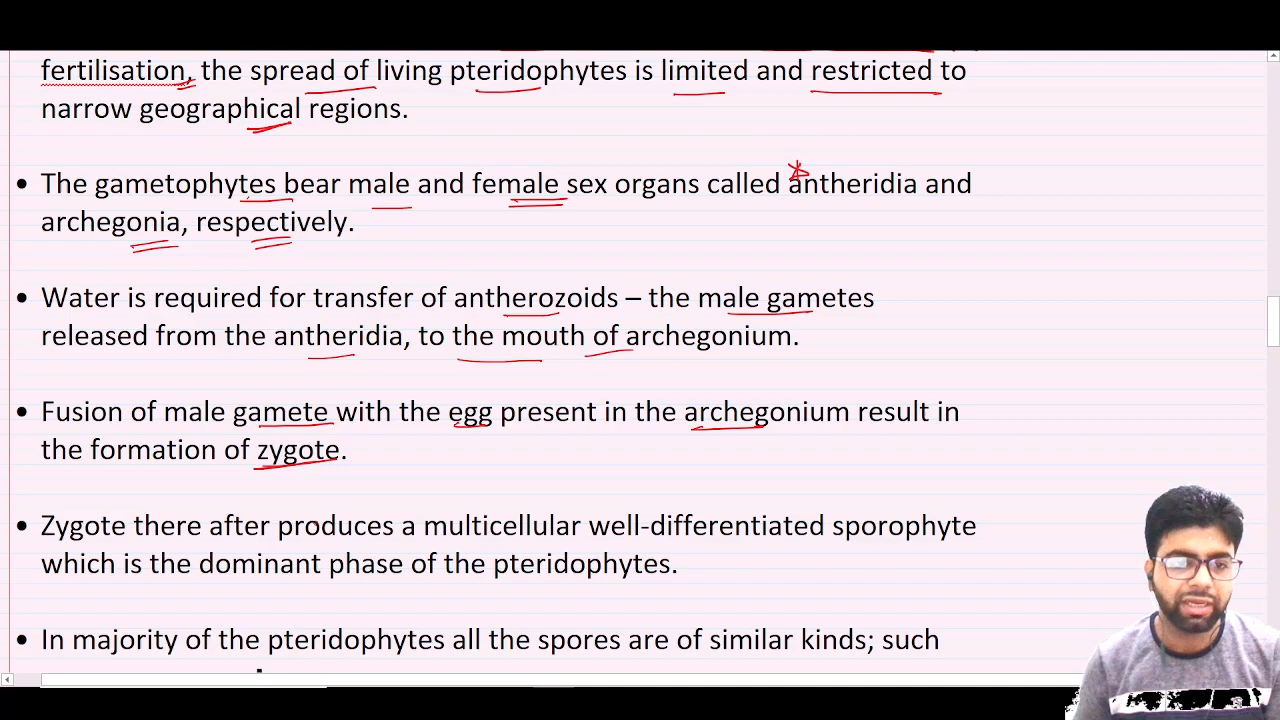 fertilisation, the spread of living pteridophytes is limited and restricted to
narrow geographical regions.
• The gametophytes bear male and female sex organs called antheridia and
archegonia, respectively.
• Water is required for transfer of antherozoids – the male gametes
released from the antheridia, to the mouth of archegonium.
• Fusion of male gamete with the egg present in the archegonium result in
the formation of zygote.
• Zygote there after produces a multicellular well-differentiated sporophyte
which is the dominant phase of the pteridophytes.
• In majority of the pteridophytes all the spores are of similar kinds; such